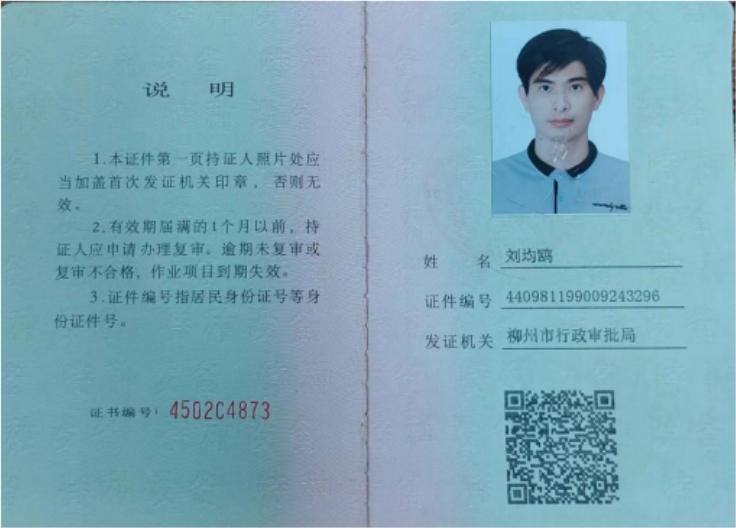 说 明
1.本证件第一页持证人照片处应
当加盖首次发证机关印章，否则无
效。
2.有效期届满的1个月以前，持
证人应申请办理复审。逾期未复审或
复审不合格，作业项目到期失效。
3.证件编号指居民身份证号等身
份证件号。
证书编号：4502C4873
姓 名 刘均鸥
证件编号 440981199009243296
发证机关 柳州市行政审批局